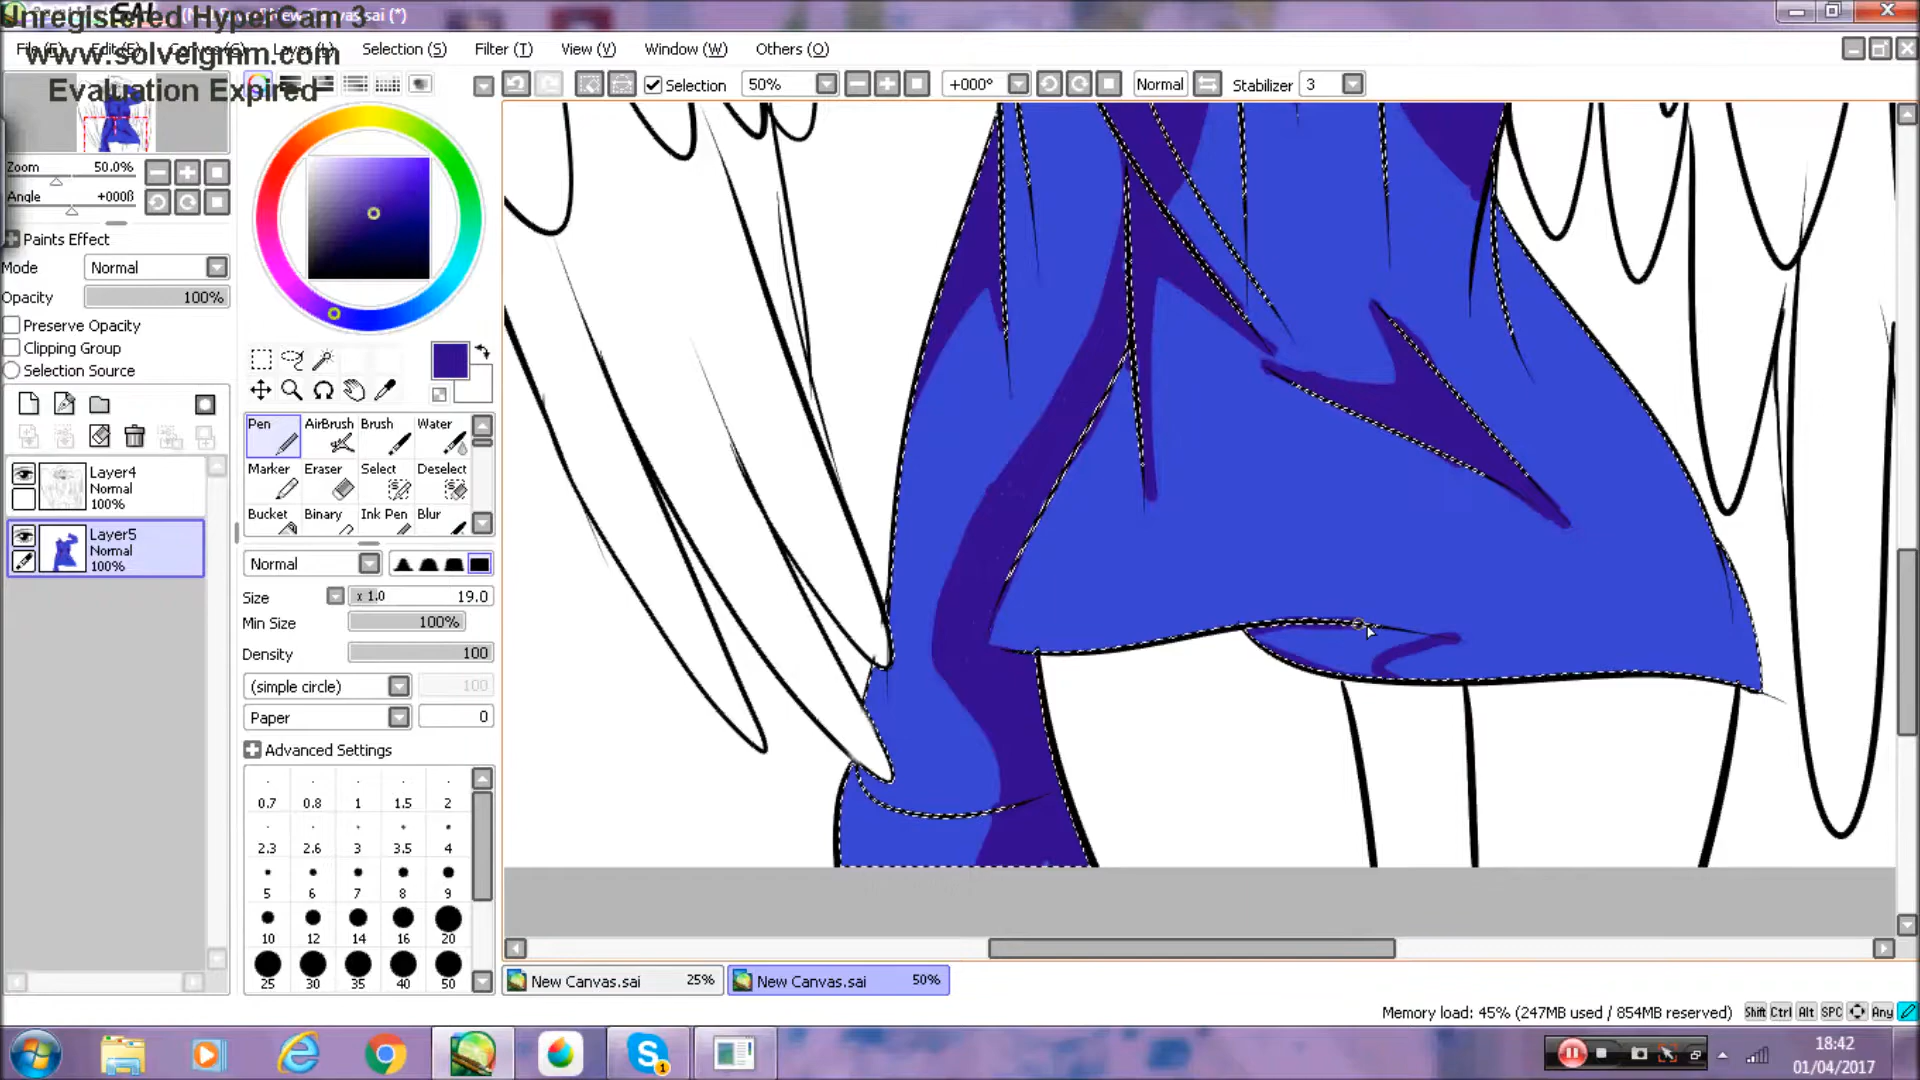 Unregistered HyperCam 3
www.solveigmm.com
Evaluation Expired
Selection (S)
Filter (T)
View (V)
Window (W)
Others (O)
Selection
50%
+000°
Normal
Stabilizer
3
Zoom
50.0%
Angle
+000ß
Paints Effect
Mode
Normal
Opacity
100%
Preserve Opacity
Clipping Group
Selection Source
Layer4
Normal
100%
Layer5
Normal
100%
Pen
AirBrush
Brush
Water
Marker
Eraser
Select
Deselect
Bucket
Binary
Ink Pen
Blur
Normal
Size
x 1.0
19.0
Min Size
100%
Density
100
(simple circle)
100
Paper
0
Advanced Settings
0.7
0.8
1
1.5
2
2.3
2.6
3
3.5
4
5
6
7
8
9
10
12
14
16
20
25
30
35
40
50
New Canvas.sai
25%
New Canvas.sai
50%
Memory load: 45% (247MB used / 854MB reserved)
Shift
Ctrl
Alt
SPC
Any
18:42
01/04/2017